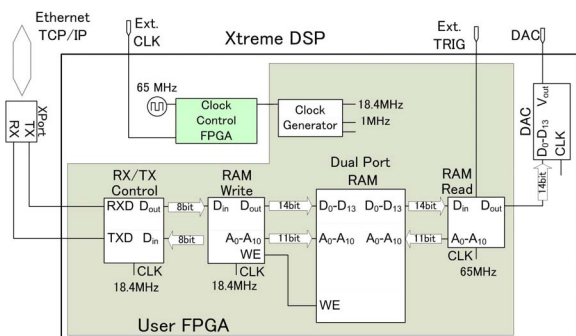 Ethernet
TCP/IP
Ext.
CLK
Xtreme DSP
Ext.
TRIG
DAC
65 MHz
Clock
Control
FPGA
Clock
Generator
18.4MHz
1MHz
XPort
RX TX
DAC
D0-D13 Vout
CLK
14bit
RX/TX
Control
RAM
Write
Dual Port
RAM
RAM
Read
RXD Dout
8bit
Din Dout
14bit
D0-D13 D0-D13
14bit
Din Dout
TXD Din
8bit
A0-A10
11bit
A0-A10 A0-A10
11bit
A0-A10
WE
CLK
18.4MHz
CLK
18.4MHz
CLK
65MHz
WE
User FPGA